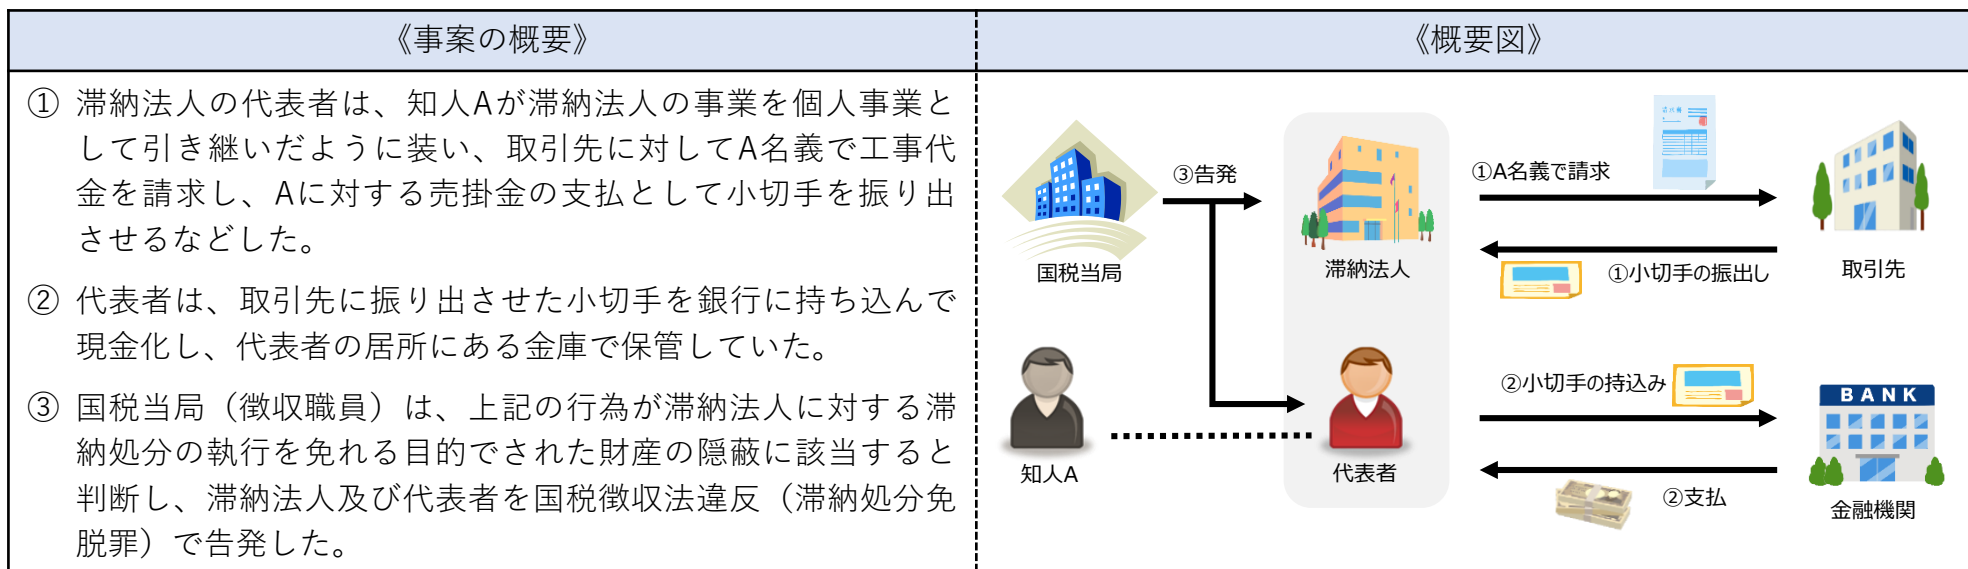 《事案の概要》
① 滞納法人の代表者は、知人Aが滞納法人の事業を個人事業と
して引き継いだように装い、取引先に対してA名義で工事代
金を請求し、Aに対する売掛金の支払として小切手を振り出
させるなどした。
② 代表者は、取引先に振り出させた小切手を銀行に持ち込んで
現金化し、代表者の居所にある金庫で保管していた。
③ 国税当局（徴収職員）は、上記の行為が滞納法人に対する滞
納処分の執行を免れる目的でされた財産の隠蔽に該当すると
判断し、滞納法人及び代表者を国税徴収法違反（滞納処分免
脱罪）で告発した。
《概要図》
③告発
①A名義で請求
国税当局
滞納法人
①小切手の振出し
取引先
②小切手の持込み
BANK
知人A
代表者
②支払
金融機関